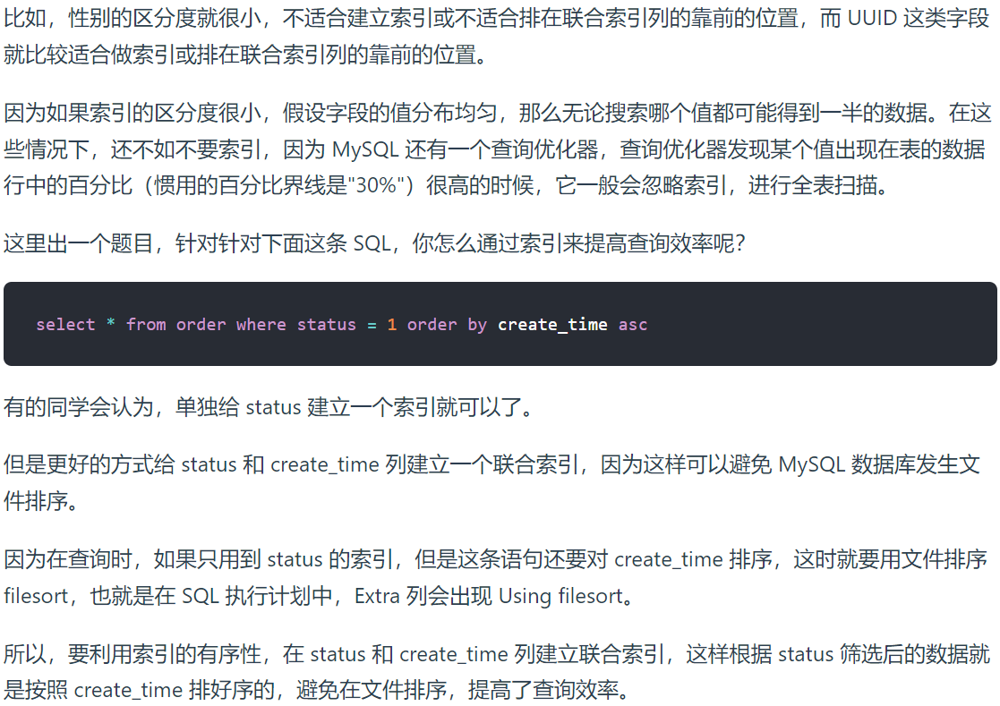 比如，性别的区分度就很小，不适合建立索引或不适合排在联合索引列的靠前的位置，而 UUID 这类字段
就比较适合做索引或排在联合索引列的靠前的位置。
因为如果索引的区分度很小，假设字段的值分布均匀，那么无论搜索哪个值都可能得到一半的数据。在这
些情况下，还不如不要索引，因为 MySQL 还有一个查询优化器，查询优化器发现某个值出现在表的数据
行中的百分比（惯用的百分比界线是"30%"）很高的时候，它一般会忽略索引，进行全表扫描。
这里出一个题目，针对针对下面这条 SQL，你怎么通过索引来提高查询效率呢？
select * from order where status = 1 order by create_time asc
有的同学会认为，单独给 status 建立一个索引就可以了。
但是更好的方式给 status 和 create_time 列建立一个联合索引，因为这样可以避免 MySQL 数据库发生文
件排序。
因为在查询时，如果只用到 status 的索引，但是这条语句还要对 create_time 排序，这时就要用文件排序
filesort，也就是在 SQL 执行计划中，Extra 列会出现 Using filesort。
所以，要利用索引的有序性，在 status 和 create_time 列建立联合索引，这样根据 status 筛选后的数据就
是按照 create_time 排好序的，避免在文件排序，提高了查询效率。